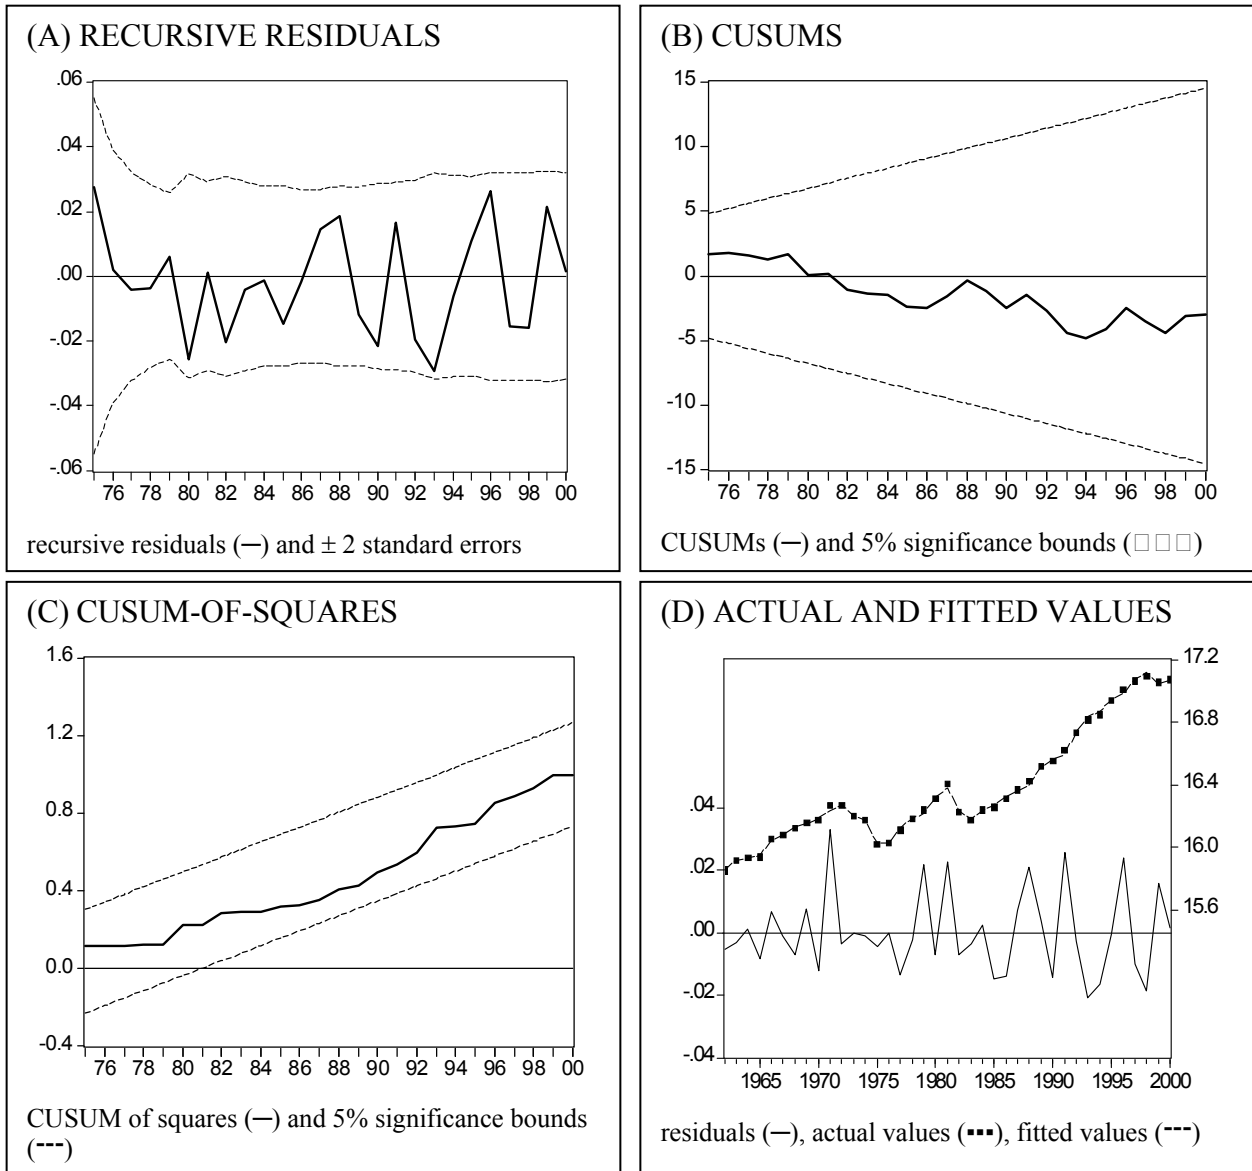 (A) RECURSIVE RESIDUALS
.06
.04
.02
.00
-.02
-.04
-.06
76 78 80 82 84 86 88 90 92 94 96 98 00
recursive residuals (—) and ± 2 standard errors
(B) CUSUMS
15
10
5
0
-5
-10
-15
76 78 80 82 84 86 88 90 92 94 96 98 00
CUSUMs (—) and 5% significance bounds (□□□)
(C) CUSUM-OF-SQUARES
1.6
1.2
0.8
0.4
0.0
-0.4
76 78 80 82 84 86 88 90 92 94 96 98 00
CUSUM of squares (—) and 5% significance bounds
(---)
(D) ACTUAL AND FITTED VALUES
17.2
16.8
16.4
16.0
15.6
.04
.02
.00
-.02
-.04
1965 1970 1975 1980 1985 1990 1995 2000
residuals (—), actual values (▪▪▪), fitted values (---)